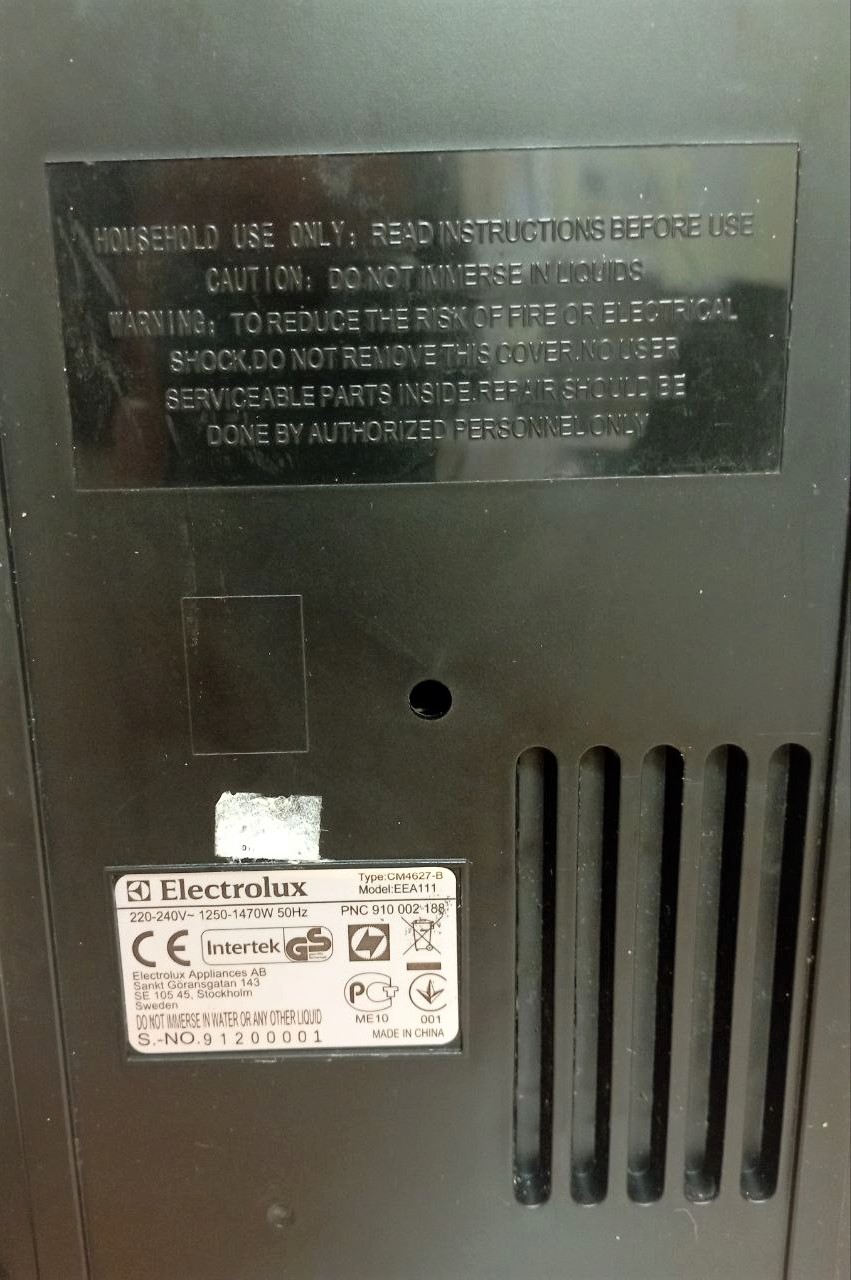 HOUSEHOLD USE ONLY; READ INSTRUCTIONS BEFORE USE
CAUTION: DO NOT IMMERSE IN LIQUIDS
WARNING: TO REDUCE THE RISK OF FIRE OR ELECTRICAL
SHOCK,DO NOT REMOVE THIS COVER.NO USER
SERVICEABLE PARTS INSIDE.REPAIR SHOULD BE
DONE BY AUTHORIZED PERSONNEL ONLY
Electrolux
Type:CM4627-B
Model:EEA111
220-240V~ 1250-1470W 50Hz PNC 910 002 188
CE Intertek GS
Electrolux Appliances AB
Sankt Göransgatan 143
SE 105 45, Stockholm
Sweden
PCT
ME10 001
DO NOT IMMERSE IN WATER OR ANY OTHER LIQUID
S.-NO.91200001 MADE IN CHINA